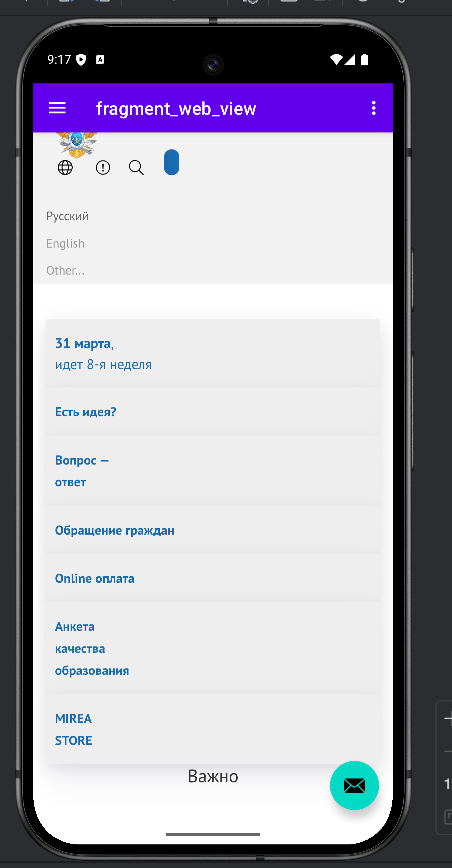 9:17
fragment_web_view
Русский
English
Other...
31 марта,
идет 8-я неделя
Есть идея?
Вопрос —
ответ
Обращение граждан
Online оплата
Анкета
качества
образования
MIREA
STORE
Важно